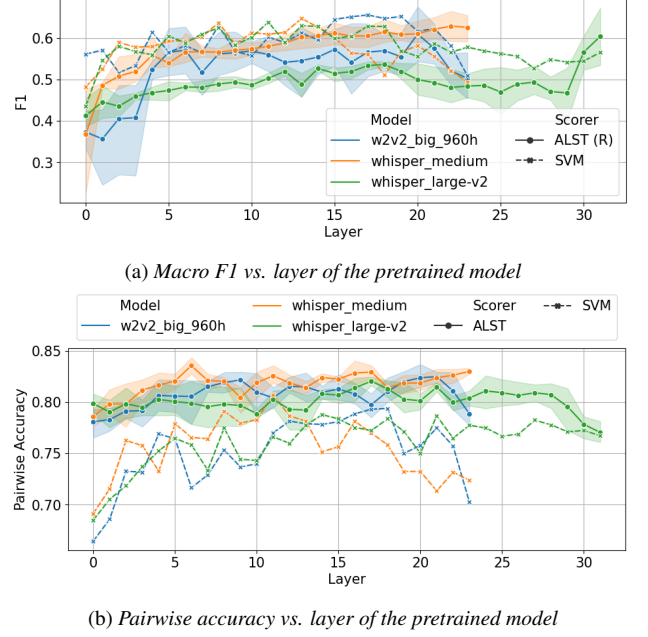 0.6
0.5
0.4
0.3
F1
Model
w2v2_big_960h
whisper_medium
whisper_large-v2
Scorer
ALST (R)
SVM
0 5 10 15 20 25 30
Layer
(a) Macro F1 vs. layer of the pretrained model
Model
w2v2_big_960h
whisper_medium
whisper_large-v2
Scorer
ALST
SVM
0.85
0.80
0.75
0.70
Pairwise Accuracy
0 5 10 15 20 25 30
Layer
(b) Pairwise accuracy vs. layer of the pretrained model